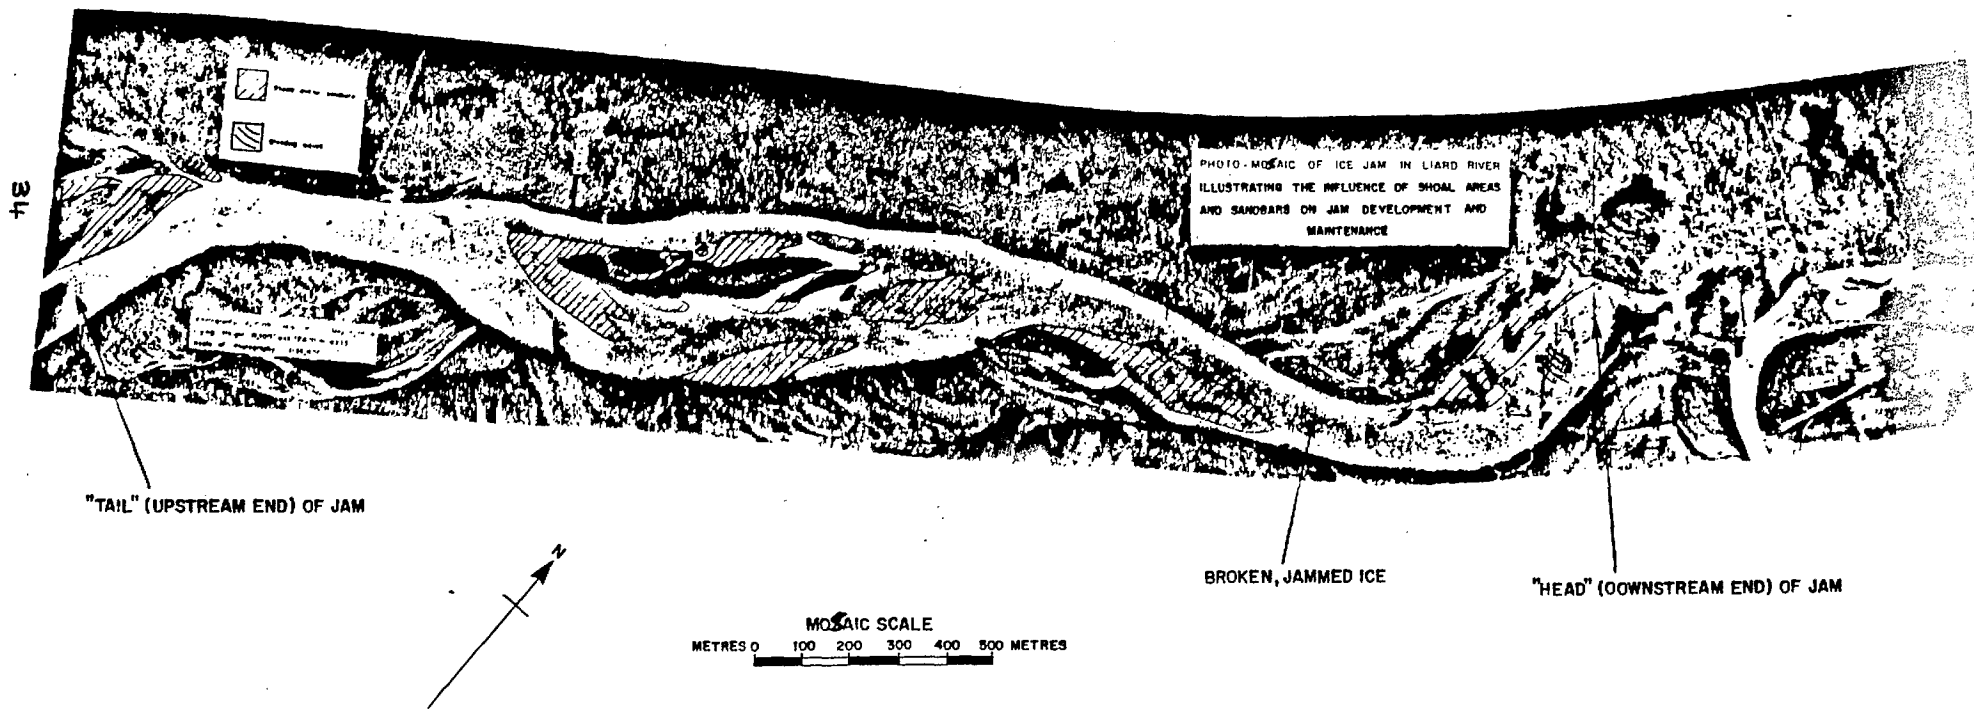 34
PHOTO-MOSAIC OF ICE JAM IN LIARD RIVER
ILLUSTRATING THE INFLUENCE OF SHOAL AREAS
AND SANDBARS ON JAM DEVELOPMENT AND
MAINTENANCE
"TAIL" (UPSTREAM END) OF JAM
BROKEN, JAMMED ICE
"HEAD" (DOWNSTREAM END) OF JAM
N
MOSAIC SCALE
METRES 0 100 200 300 400 500 METRES